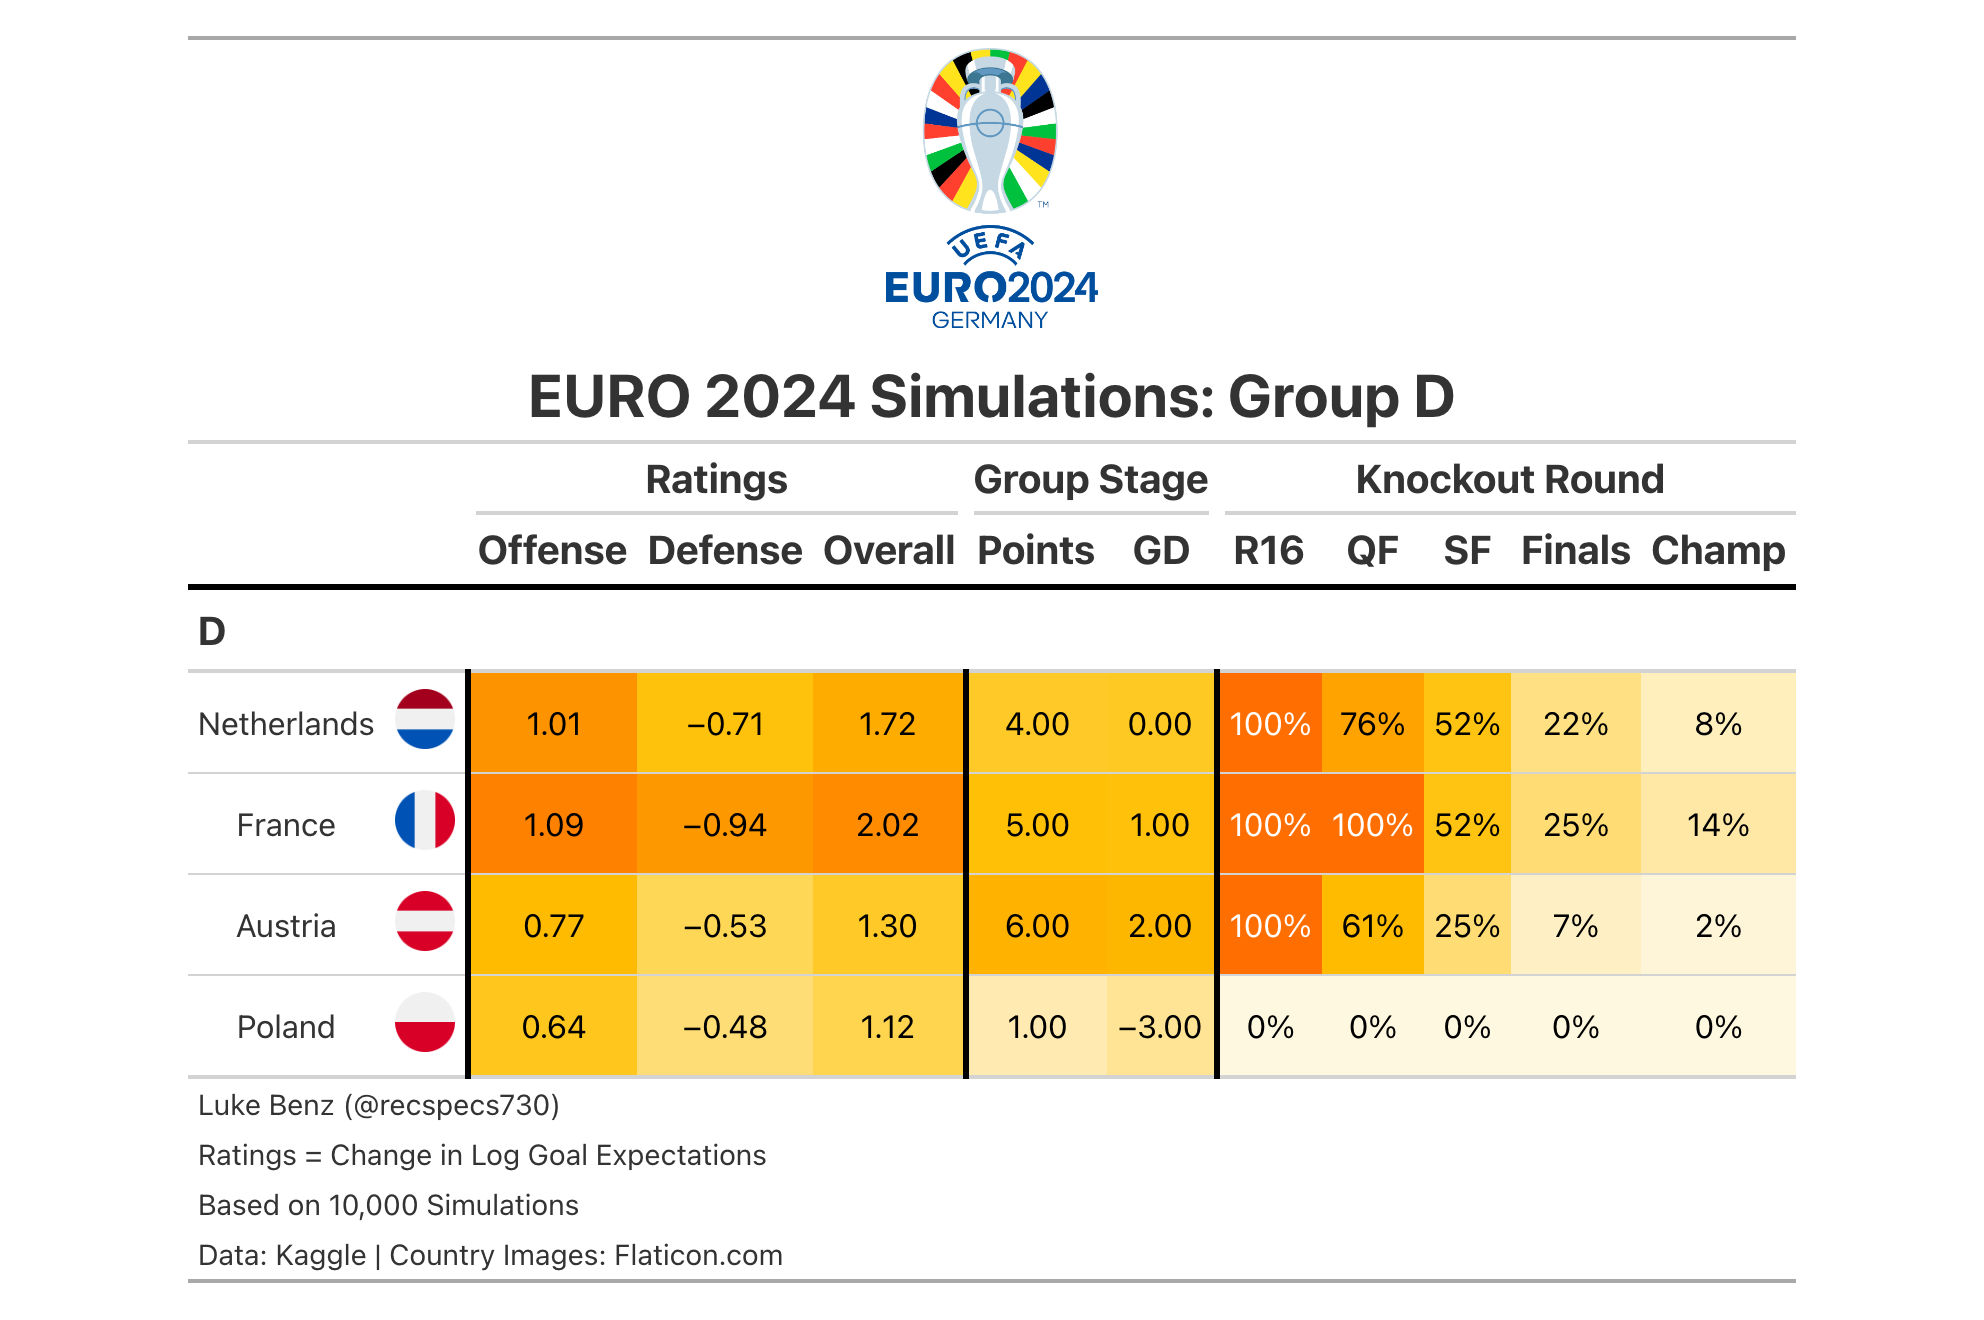 TM
UEFA
EURO2024
GERMANY
EURO 2024 Simulations: Group D
Ratings Group Stage Knockout Round
Offense Defense Overall Points GD R16 QF SF Finals Champ
D
Netherlands 1.01 −0.71 1.72 4.00 0.00 100% 76% 52% 22% 8%
France 1.09 −0.94 2.02 5.00 1.00 100% 100% 52% 25% 14%
Austria 0.77 −0.53 1.30 6.00 2.00 100% 61% 25% 7% 2%
Poland 0.64 −0.48 1.12 1.00 −3.00 0% 0% 0% 0% 0%
Luke Benz (@recspecs730)
Ratings = Change in Log Goal Expectations
Based on 10,000 Simulations
Data: Kaggle | Country Images: Flaticon.com